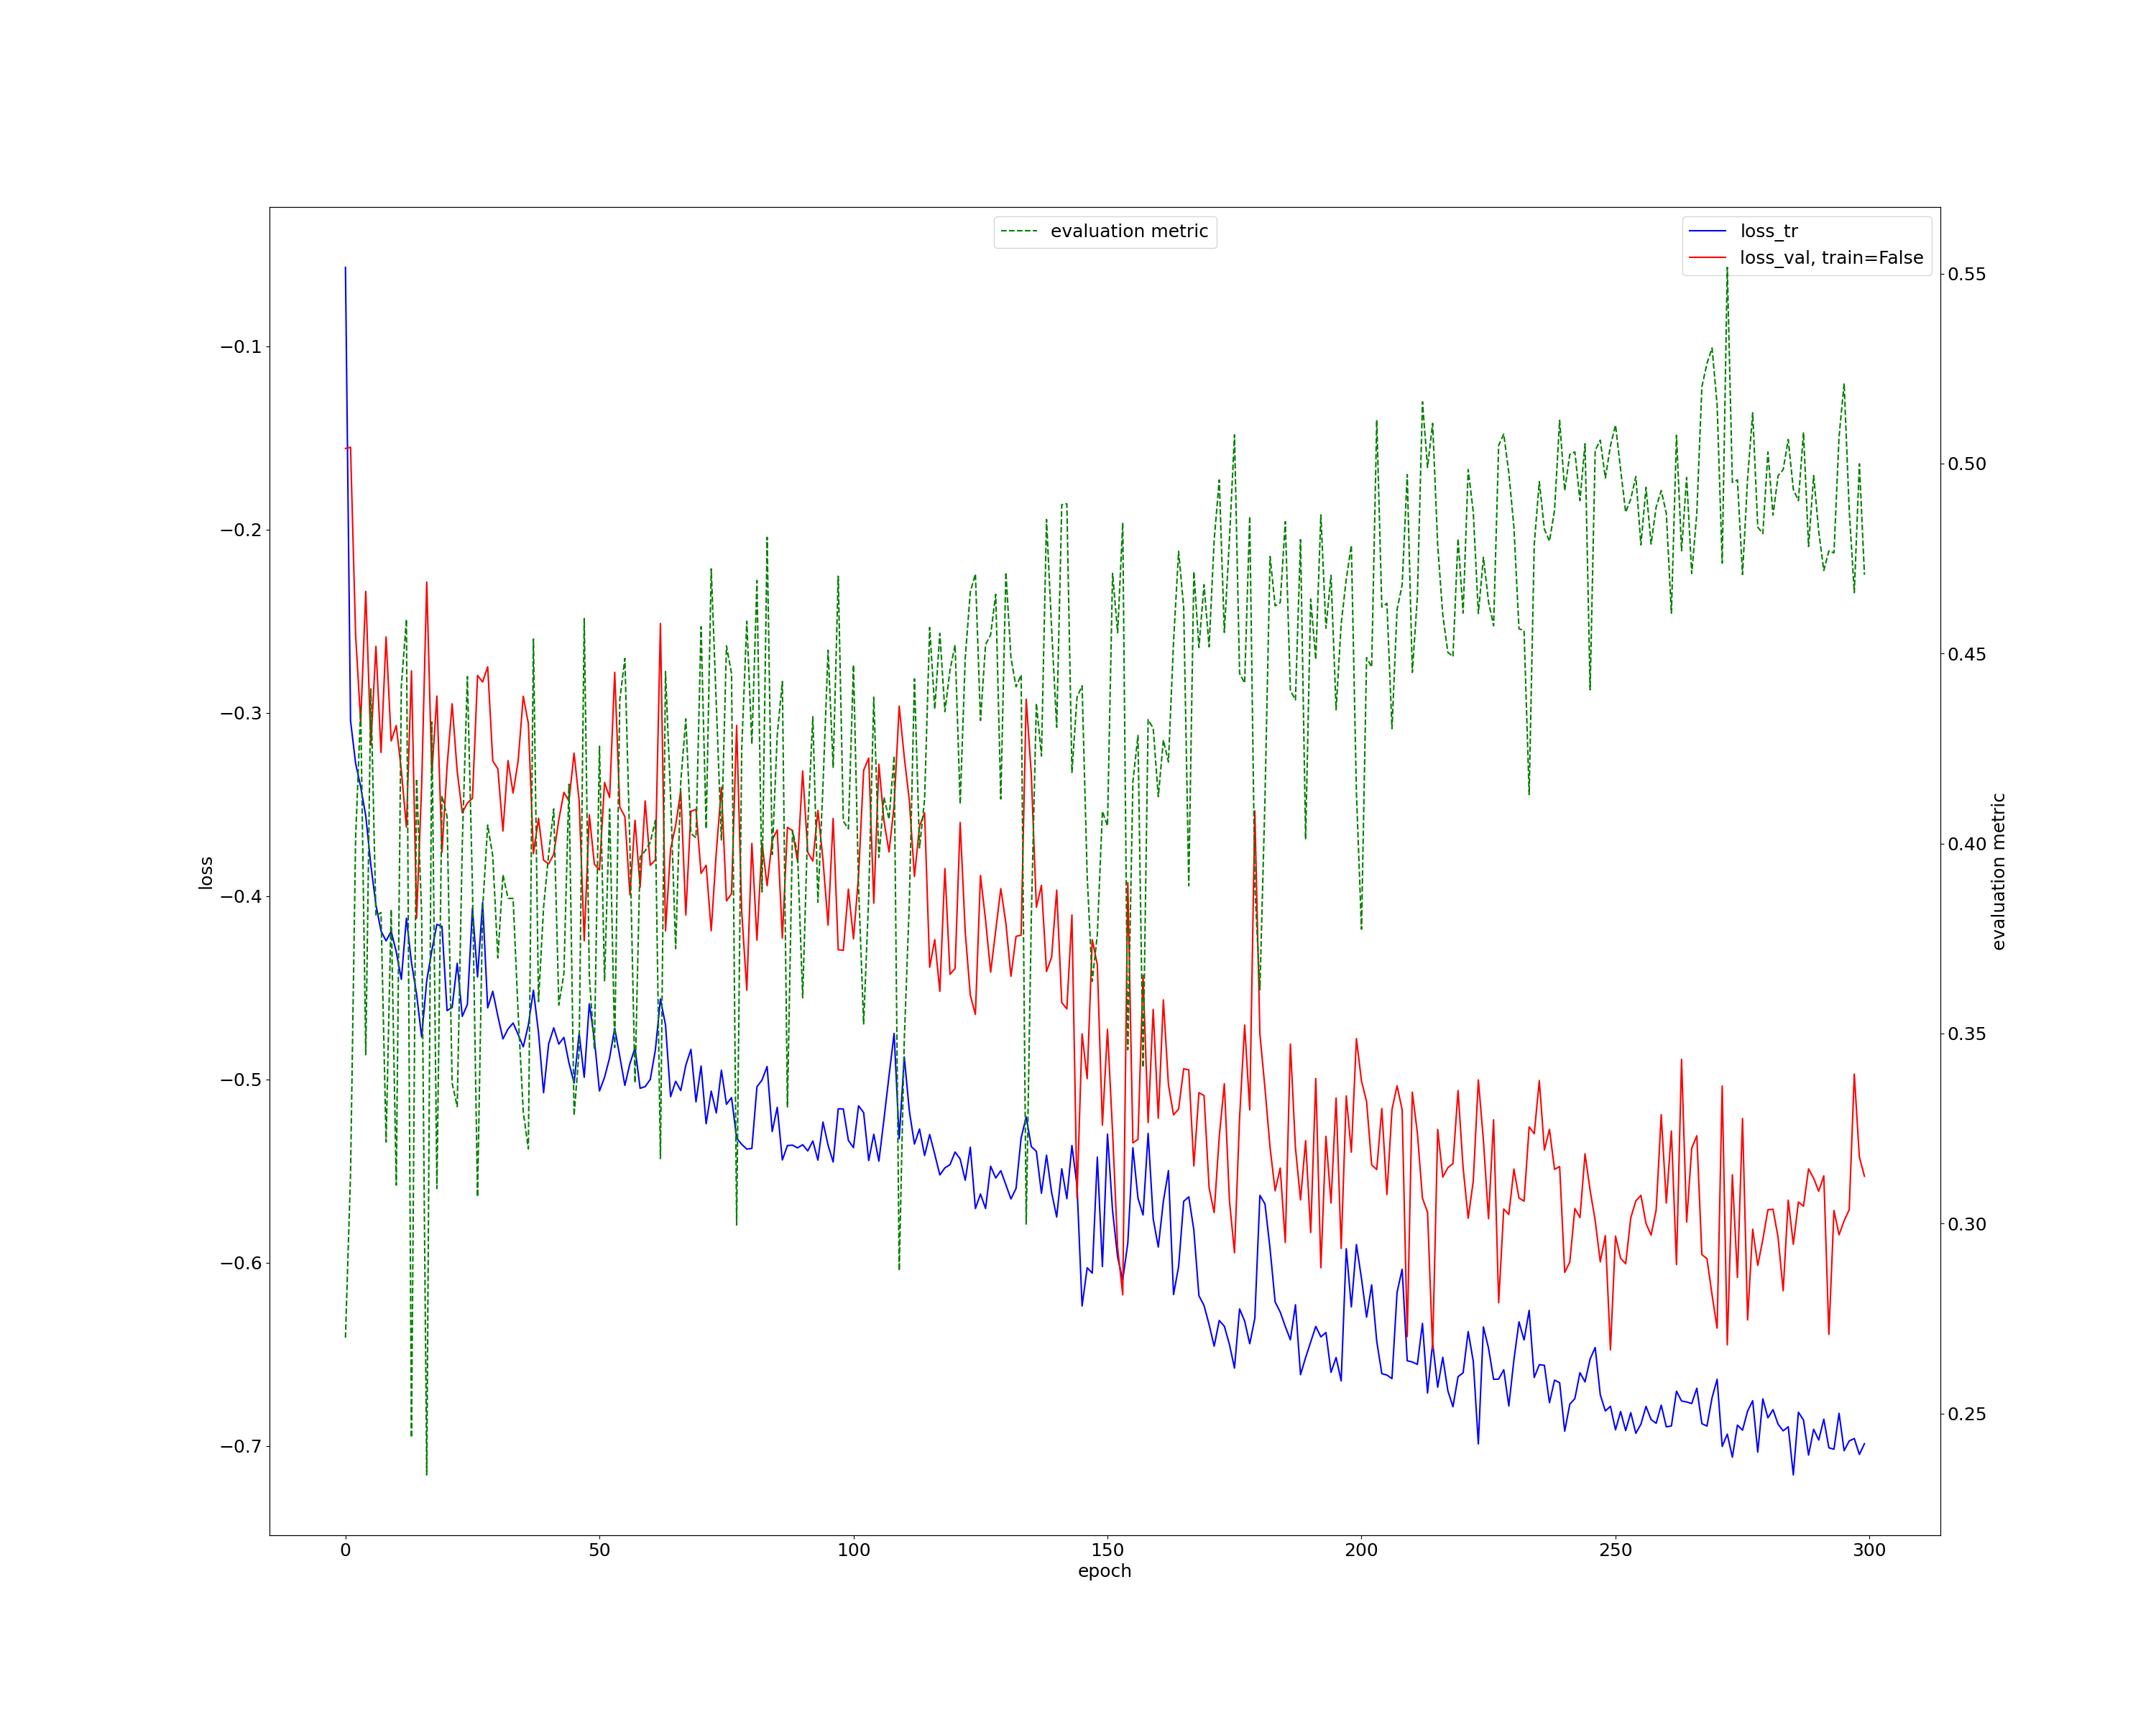 evaluation metric
loss_tr
loss_val, train=False
−0.1
−0.2
−0.3
−0.4
−0.5
−0.6
−0.7
loss
0.55
0.50
0.45
0.40
0.35
0.30
0.25
evaluation metric
0 50 100 150 200 250 300
epoch